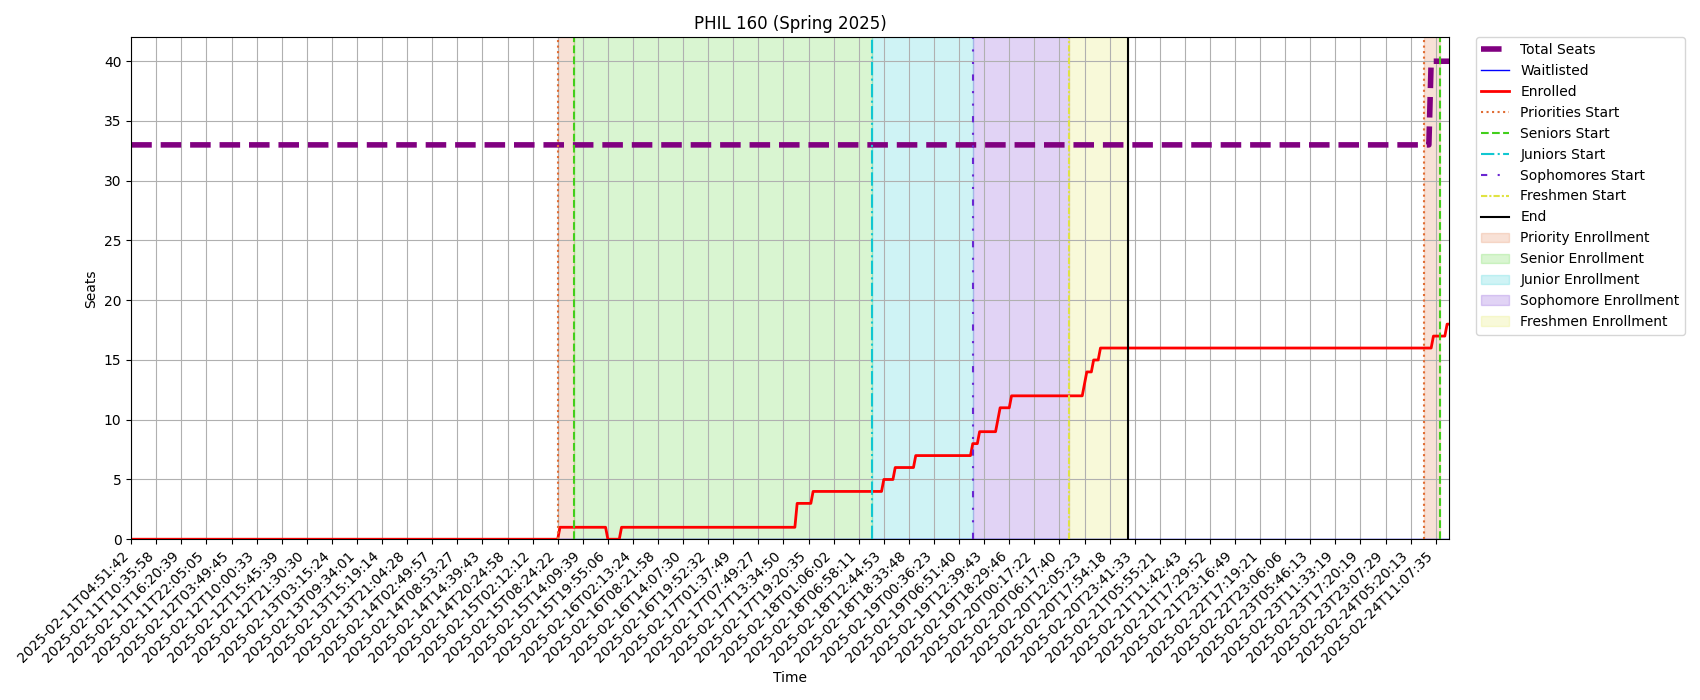 PHIL 160 (Spring 2025)
40
35
30
25
20
15
10
5
0
Seats
2025-02-11T04:51:42
2025-02-11T10:35:58
2025-02-11T16:20:39
2025-02-11T22:05:05
2025-02-12T03:49:45
2025-02-12T10:00:33
2025-02-12T15:45:39
2025-02-12T21:30:30
2025-02-13T03:15:24
2025-02-13T09:34:01
2025-02-13T15:19:14
2025-02-13T21:04:28
2025-02-14T02:49:57
2025-02-14T08:53:27
2025-02-14T14:39:43
2025-02-14T20:24:58
2025-02-15T02:12:12
2025-02-15T08:24:22
2025-02-15T14:09:39
2025-02-15T19:55:06
2025-02-16T02:13:24
2025-02-16T08:21:58
2025-02-16T14:07:30
2025-02-16T19:52:32
2025-02-17T01:37:49
2025-02-17T07:49:27
2025-02-17T13:34:50
2025-02-17T19:20:35
2025-02-18T01:06:02
2025-02-18T06:58:11
2025-02-18T12:44:53
2025-02-18T18:33:48
2025-02-19T00:36:23
2025-02-19T06:51:40
2025-02-19T12:39:43
2025-02-19T18:29:46
2025-02-20T00:17:22
2025-02-20T06:17:40
2025-02-20T12:05:23
2025-02-20T17:54:18
2025-02-20T23:41:33
2025-02-21T05:55:21
2025-02-21T11:42:43
2025-02-21T17:29:52
2025-02-21T23:16:49
2025-02-22T17:19:21
2025-02-22T23:06:06
2025-02-23T05:46:13
2025-02-23T11:33:19
2025-02-23T17:20:19
2025-02-23T23:07:29
2025-02-24T05:20:13
2025-02-24T11:07:35
Time
Total Seats
Waitlisted
Enrolled
Priorities Start
Seniors Start
Juniors Start
Sophomores Start
Freshmen Start
End
Priority Enrollment
Senior Enrollment
Junior Enrollment
Sophomore Enrollment
Freshmen Enrollment